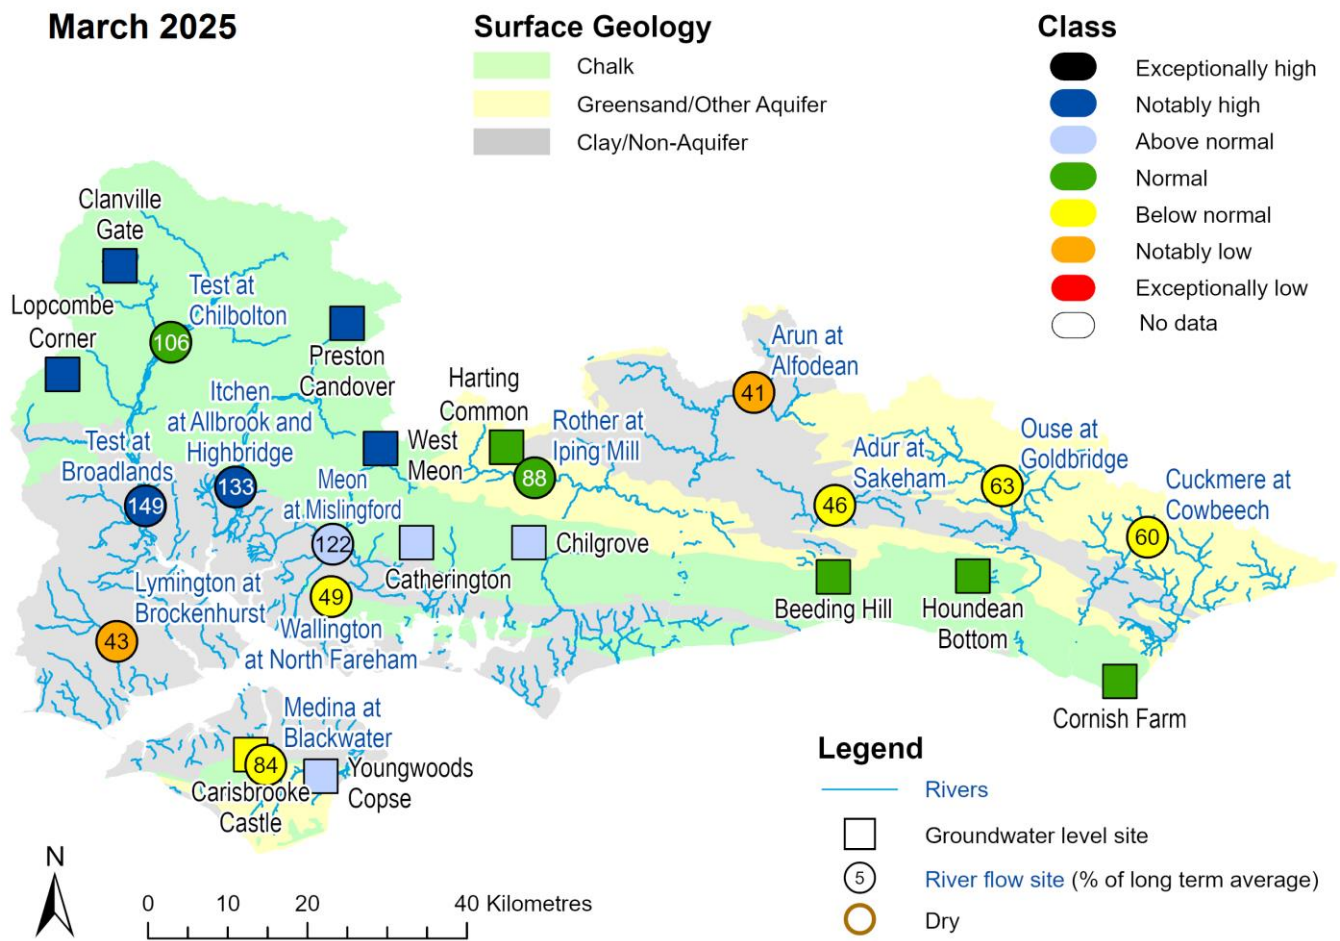 March 2025
Surface Geology
Chalk
Greensand/Other Aquifer
Clay/Non-Aquifer
Class
Exceptionally high
Notably high
Above normal
Normal
Below normal
Notably low
Exceptionally low
No data
Clanville
Gate
Test at
Chilbolton
106
Lopcombe
Corner
Preston
Candover
Itchen
at Allbrook and
Highbridge
133
Test at
Broadlands
149
West
Meon
Harting
Common
Rother at
Iping Mill
88
Arun at
Alfodean
41
Adur at
Sakeham
46
Ouse at
Goldbridge
63
Cuckmere at
Cowbeech
60
Meon
at Mislingford
122
Catherington
Chilgrove
Lymington at
Brockenhurst
43
49
Wallington
at North Fareham
Beeding Hill
Houndean
Bottom
Cornish Farm
Medina at
Blackwater
84
Carisbrooke
Castle
Youngwoods
Copse
N
0 10 20 40 Kilometres
Legend
Rivers
Groundwater level site
5
River flow site (% of long term average)
Dry